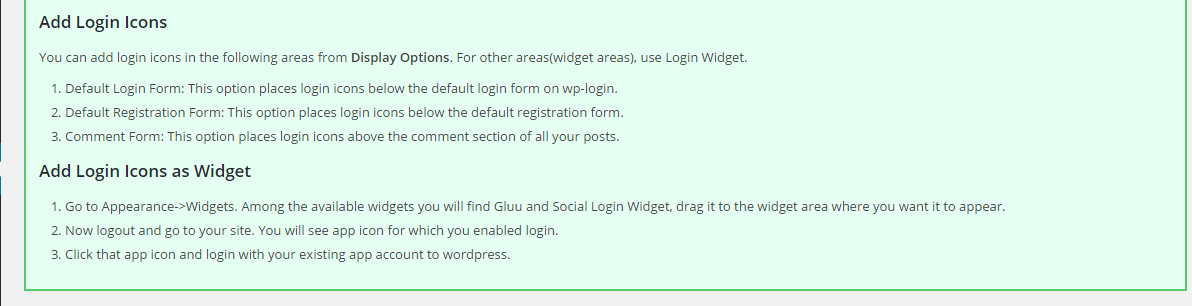 Add Login Icons
You can add login icons in the following areas from Display Options. For other areas(widget areas), use Login Widget.
1. Default Login Form: This option places login icons below the default login form on wp-login.
2. Default Registration Form: This option places login icons below the default registration form.
3. Comment Form: This option places login icons above the comment section of all your posts.
Add Login Icons as Widget
1. Go to Appearance->Widgets. Among the available widgets you will find Gluu and Social Login Widget, drag it to the widget area where you want it to appear.
2. Now logout and go to your site. You will see app icon for which you enabled login.
3. Click that app icon and login with your existing app account to wordpress.